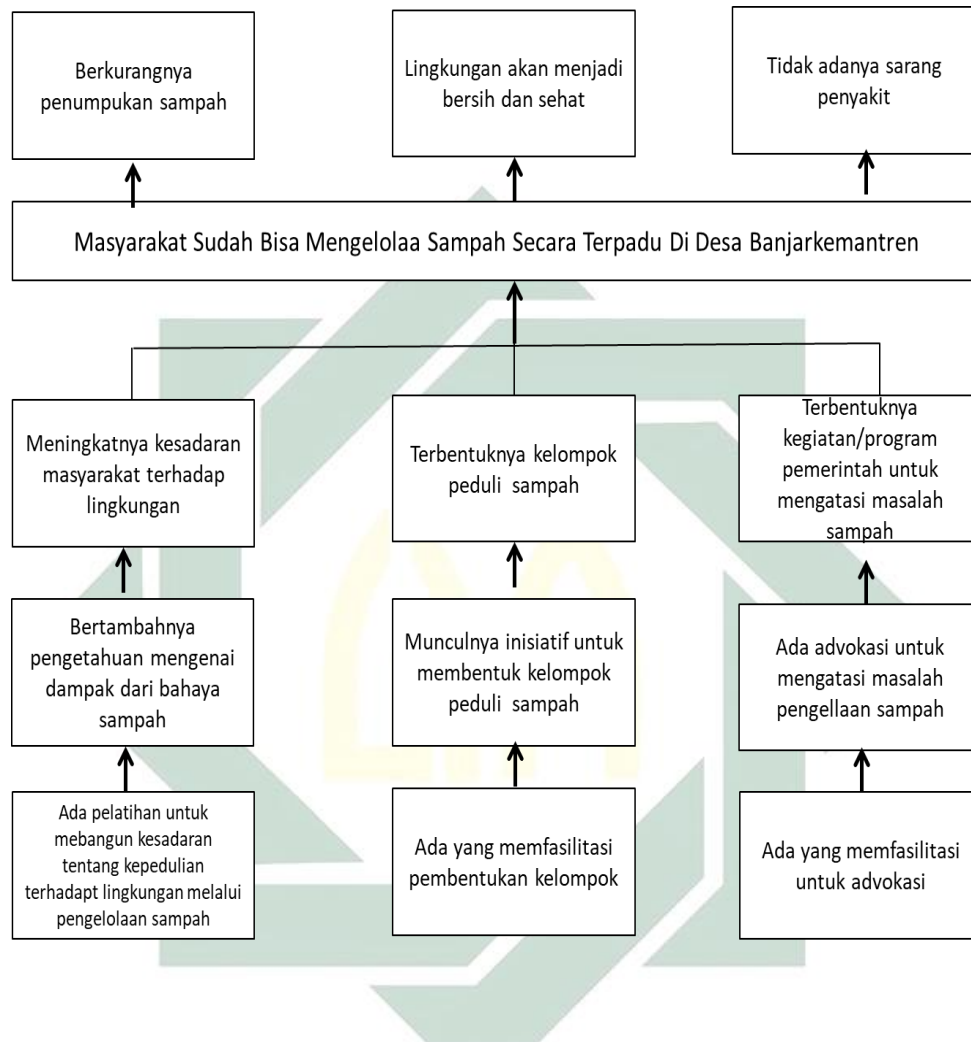 Berkurangnya
penumpukan sampah
Lingkungan akan menjadi
bersih dan sehat
Tidak adanya sarang
penyakit
Masyarakat Sudah Bisa Mengelolaa Sampah Secara Terpadu Di Desa Banjarkemantren
Meningkatnya kesadaran
masyarakat terhadap
lingkungan
Terbentuknya kelompok
peduli sampah
Terbentuknya
kegiatan/program
pemerintah untuk
mengatasi masalah
sampah
Bertambahnya
pengetahuan mengenai
dampak dari bahaya
sampah
Munculnya inisiatif untuk
membentuk kelompok
peduli sampah
Ada advokasi untuk
mengatasi masalah
pengellaan sampah
Ada pelatihan untuk
mebangun kesadaran
tentang kepedulian
terhadapt lingkungan melalui
pengelolaan sampah
Ada yang memfasilitasi
pembentukan kelompok
Ada yang memfasilitasi
untuk advokasi